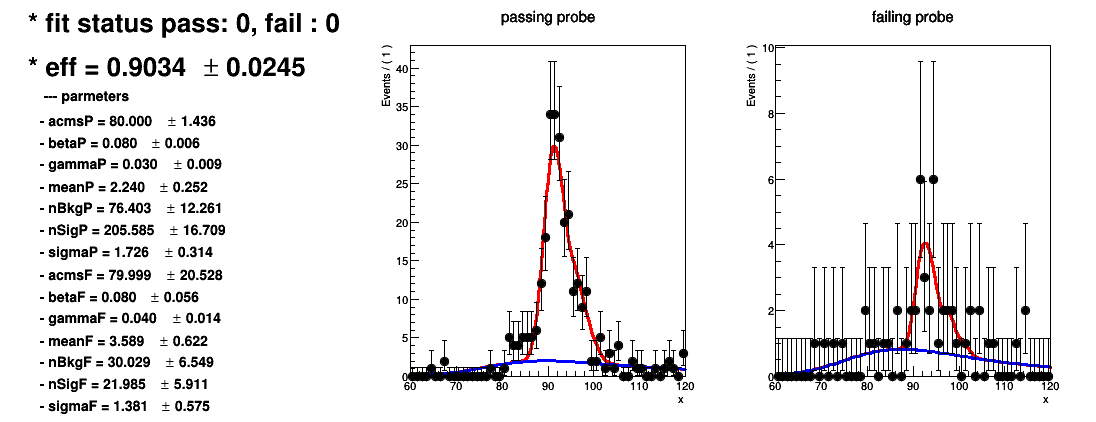 * fit status pass: 0, fail : 0
* eff = 0.9034 ± 0.0245
--- parmeters
- acmsP = 80.000 ± 1.436
- betaP = 0.080 ± 0.006
- gammaP = 0.030 ± 0.009
- meanP = 2.240 ± 0.252
- nBkgP = 76.403 ± 12.261
- nSigP = 205.585 ± 16.709
- sigmaP = 1.726 ± 0.314
- acmsF = 79.999 ± 20.528
- betaF = 0.080 ± 0.056
- gammaF = 0.040 ± 0.014
- meanF = 3.589 ± 0.622
- nBkgF = 30.029 ± 6.549
- nSigF = 21.985 ± 5.911
- sigmaF = 1.381 ± 0.575
passing probe
Events / ( 1 )
40
35
30
25
20
15
10
5
0
60 70 80 90 100 110 120
x
failing probe
Events / ( 1 )
10
8
6
4
2
0
60 70 80 90 100 110 120
x